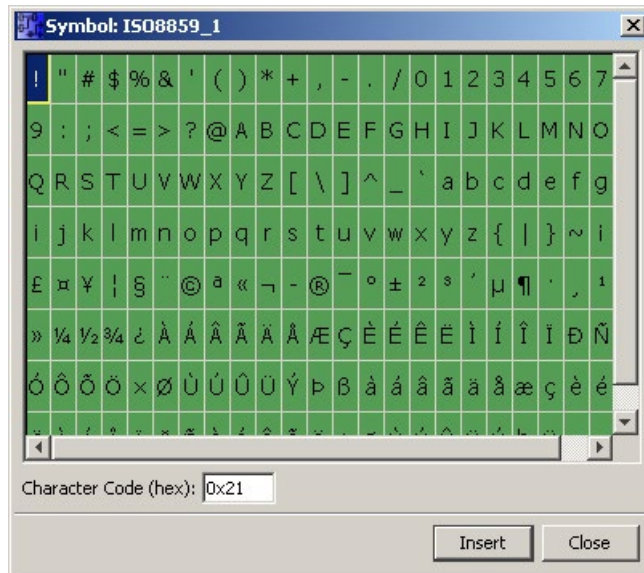 Symbol: ISO8859_1
! " # $ % & ' ( ) * + , - . / 0 1 2 3 4 5 6 7
9 : ; < = > ? @ A B C D E F G H I J K L M N O
Q R S T U V W X Y Z [ \ ] ^ _ ` a b c d e f g
i j k l m n o p q r s t u v w x y z { | } ~ ¡
£ ¤ ¥ ¦ § ¨ © ª « ¬ - ® ¯ ° ± ² ³ ´ µ ¶ · ¸ ¹
» ¼ ½ ¾ ¿ À Á Â Ã Ä Å Æ Ç È É Ê Ë Ì Í Î Ï Ð Ñ
Ó Ô Õ Ö × Ø Ù Ú Û Ü Ý Þ ß à á â ã ä å æ ç è é
Character Code (hex): 0x21
Insert Close